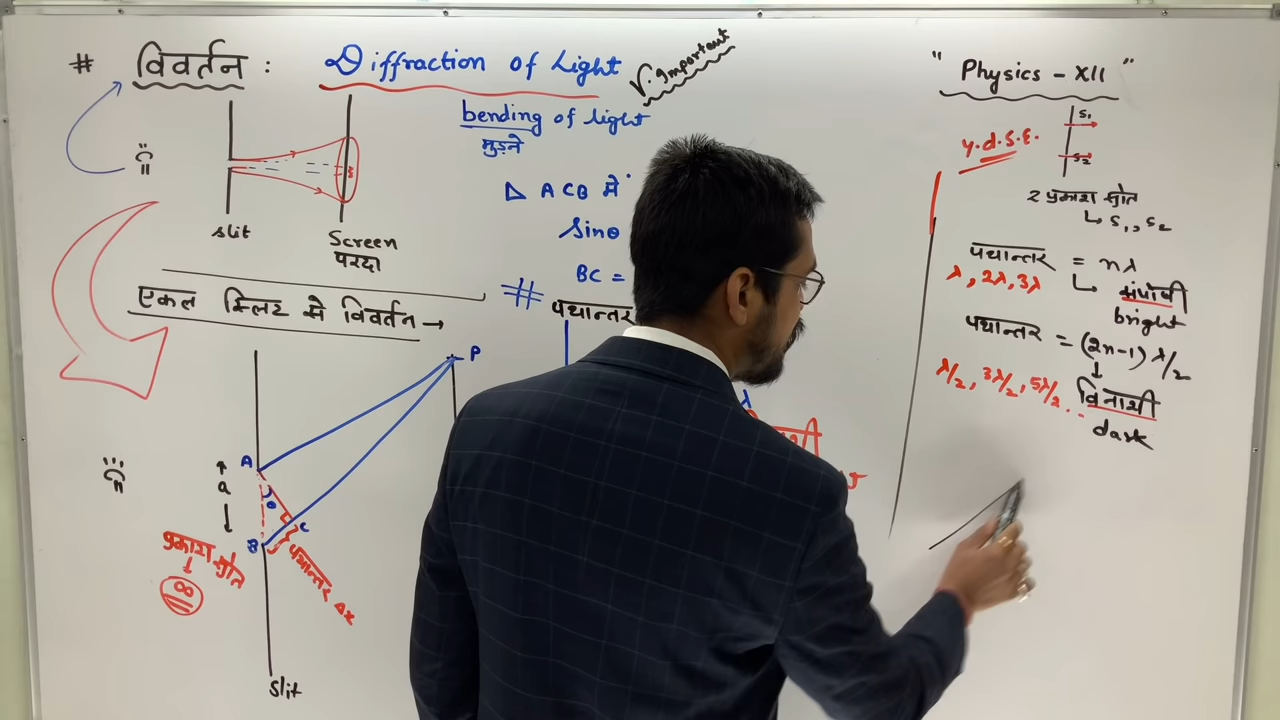 # विवर्तन : Diffraction of Light
V. Important
bending of light
मुड़ने
slit
Screen
परदा
एकल स्लिट से विवर्तन →
P
A
a
θ
C
B
पथान्तर Δx
प्रकाश स्रोत
∞
slit
△ ACB में
Sinθ
BC =
# पथान्तर
λ
" Physics - XII "
Y.D.S.E.
S₁
S₂
2 प्रकाश स्रोत
↳ S₁, S₂
पथान्तर = nλ
λ, 2λ, 3λ
↳ संपोषी
bright
पथान्तर = (2n-1) λ/2
λ/2, 3λ/2, 5λ/2...
विनाशी
dark